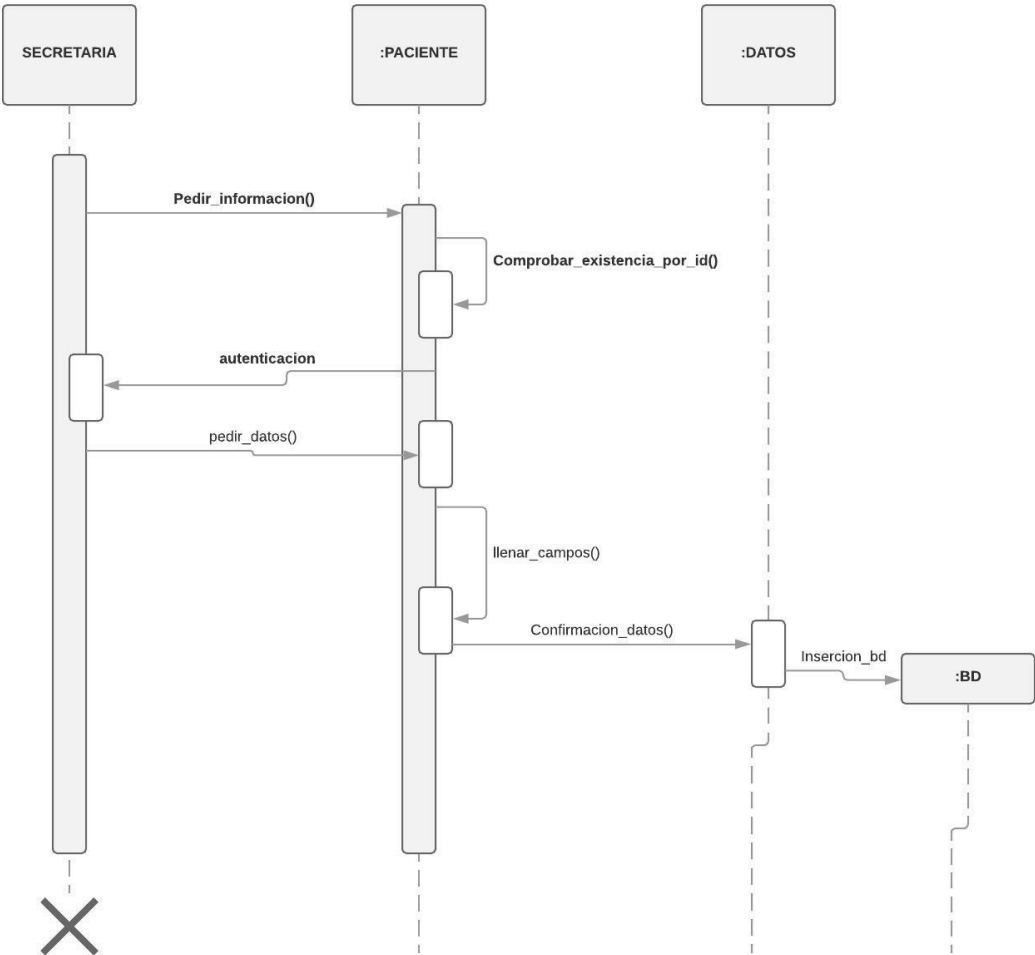 SECRETARIA
:PACIENTE
:DATOS
Pedir_informacion()
Comprobar_existencia_por_id()
autenticacion
pedir_datos()
llenar_campos()
Confirmacion_datos()
Insercion_bd
:BD